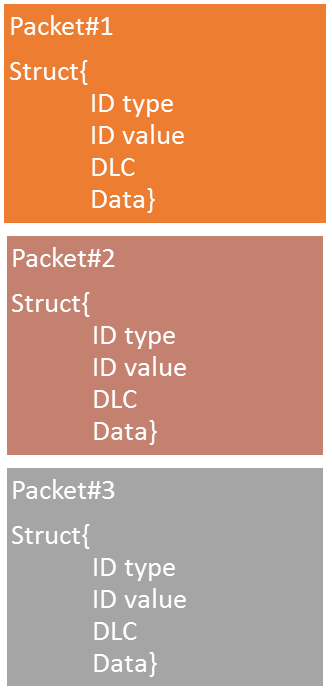 Packet#1
Struct{
ID type
ID value
DLC
Data}
Packet#2
Struct{
ID type
ID value
DLC
Data}
Packet#3
Struct{
ID type
ID value
DLC
Data}